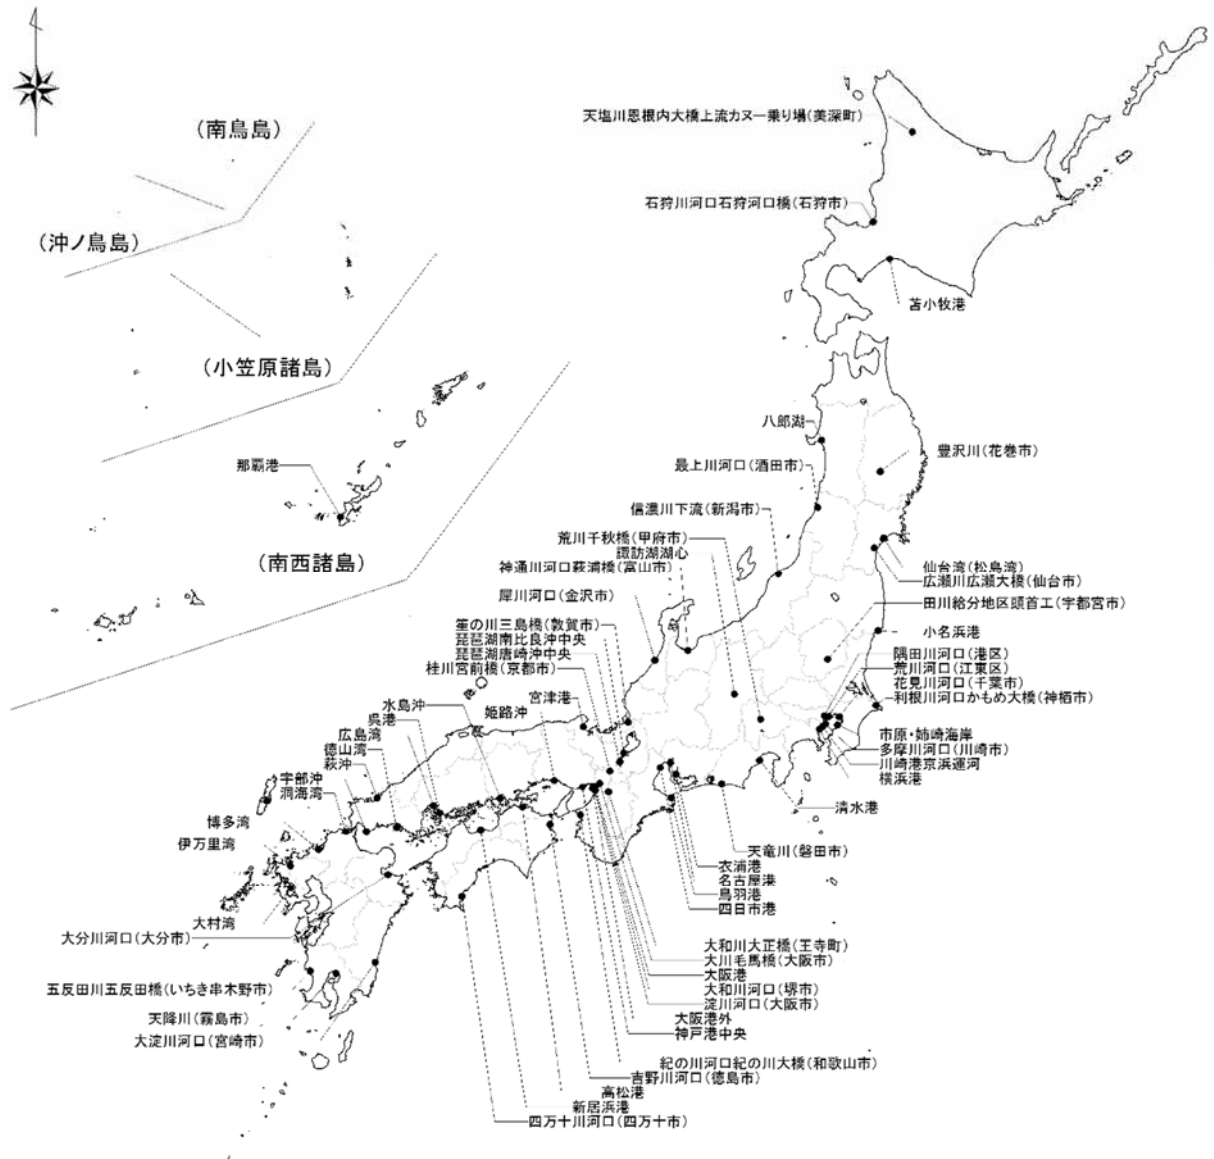 (南鳥島)
(沖ノ鳥島)
(小笠原諸島)
(南西諸島)
那覇港
天塩川恩根内大橋上流カヌー乗り場(美深町)
石狩川河口石狩河口橋(石狩市)
苫小牧港
八郎湖
豊沢川(花巻市)
最上川河口(酒田市)
信濃川下流(新潟市)
荒川千秋橋(甲府市)
諏訪湖湖心
神通川河口萩浦橋(富山市)
犀川河口(金沢市)
笙の川三島橋(敦賀市)
琵琶湖南比良沖中央
琵琶湖唐崎沖中央
桂川宮前橋(京都市)
宮津港
姫路沖
水島沖
呉港
広島湾
徳山湾
萩沖
宇部沖
洞海湾
博多湾
伊万里湾
大村湾
大分川河口(大分市)
五反田川五反田橋(いちき串木野市)
天降川(霧島市)
大淀川河口(宮崎市)
仙台湾(松島湾)
広瀬川広瀬大橋(仙台市)
田川給分地区頭首工(宇都宮市)
小名浜港
隅田川河口(港区)
荒川河口(江東区)
花見川河口(千葉市)
利根川河口かもめ大橋(神栖市)
市原・姉崎海岸
多摩川河口(川崎市)
川崎港京浜運河
横浜港
清水港
天竜川(磐田市)
衣浦港
名古屋港
鳥羽港
四日市港
大和川大正橋(王寺町)
大川毛馬橋(大阪市)
大阪港
大和川河口(堺市)
淀川河口(大阪市)
大阪港外
神戸港中央
紀の川河口紀の川大橋(和歌山市)
吉野川河口(徳島市)
高松港
新居浜港
四万十川河口(四万十市)